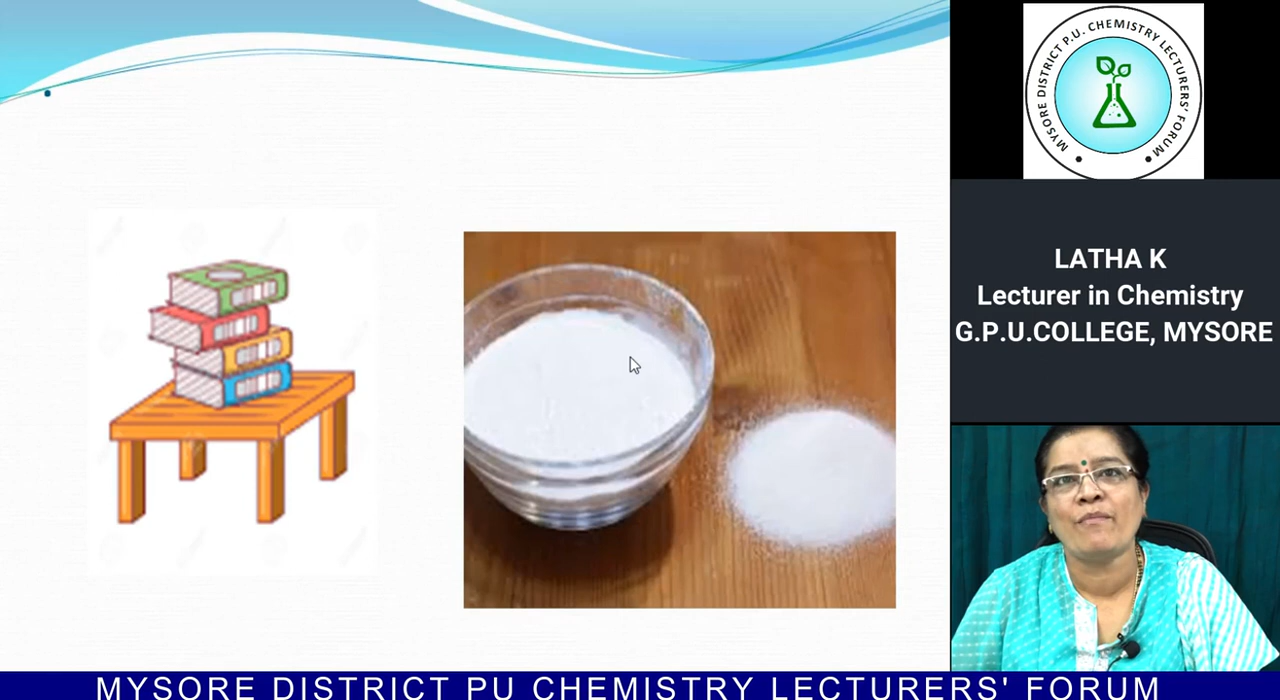 MYSORE DISTRICT P.U. CHEMISTRY LECTURERS' FORUM
LATHA K
Lecturer in Chemistry
G.P.U.COLLEGE, MYSORE
MYSORE DISTRICT PU CHEMISTRY LECTURERS' FORUM